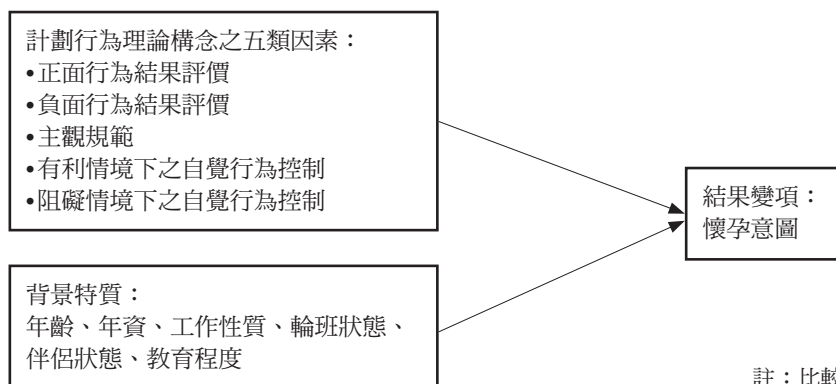 計劃行為理論構念之五類因素：
•正面行為結果評價
•負面行為結果評價
•主觀規範
•有利情境下之自覺行為控制
•阻礙情境下之自覺行為控制
結果變項：
懷孕意圖
背景特質：
年齡、年資、工作性質、輪班狀態、
伴侶狀態、教育程度
註：比較